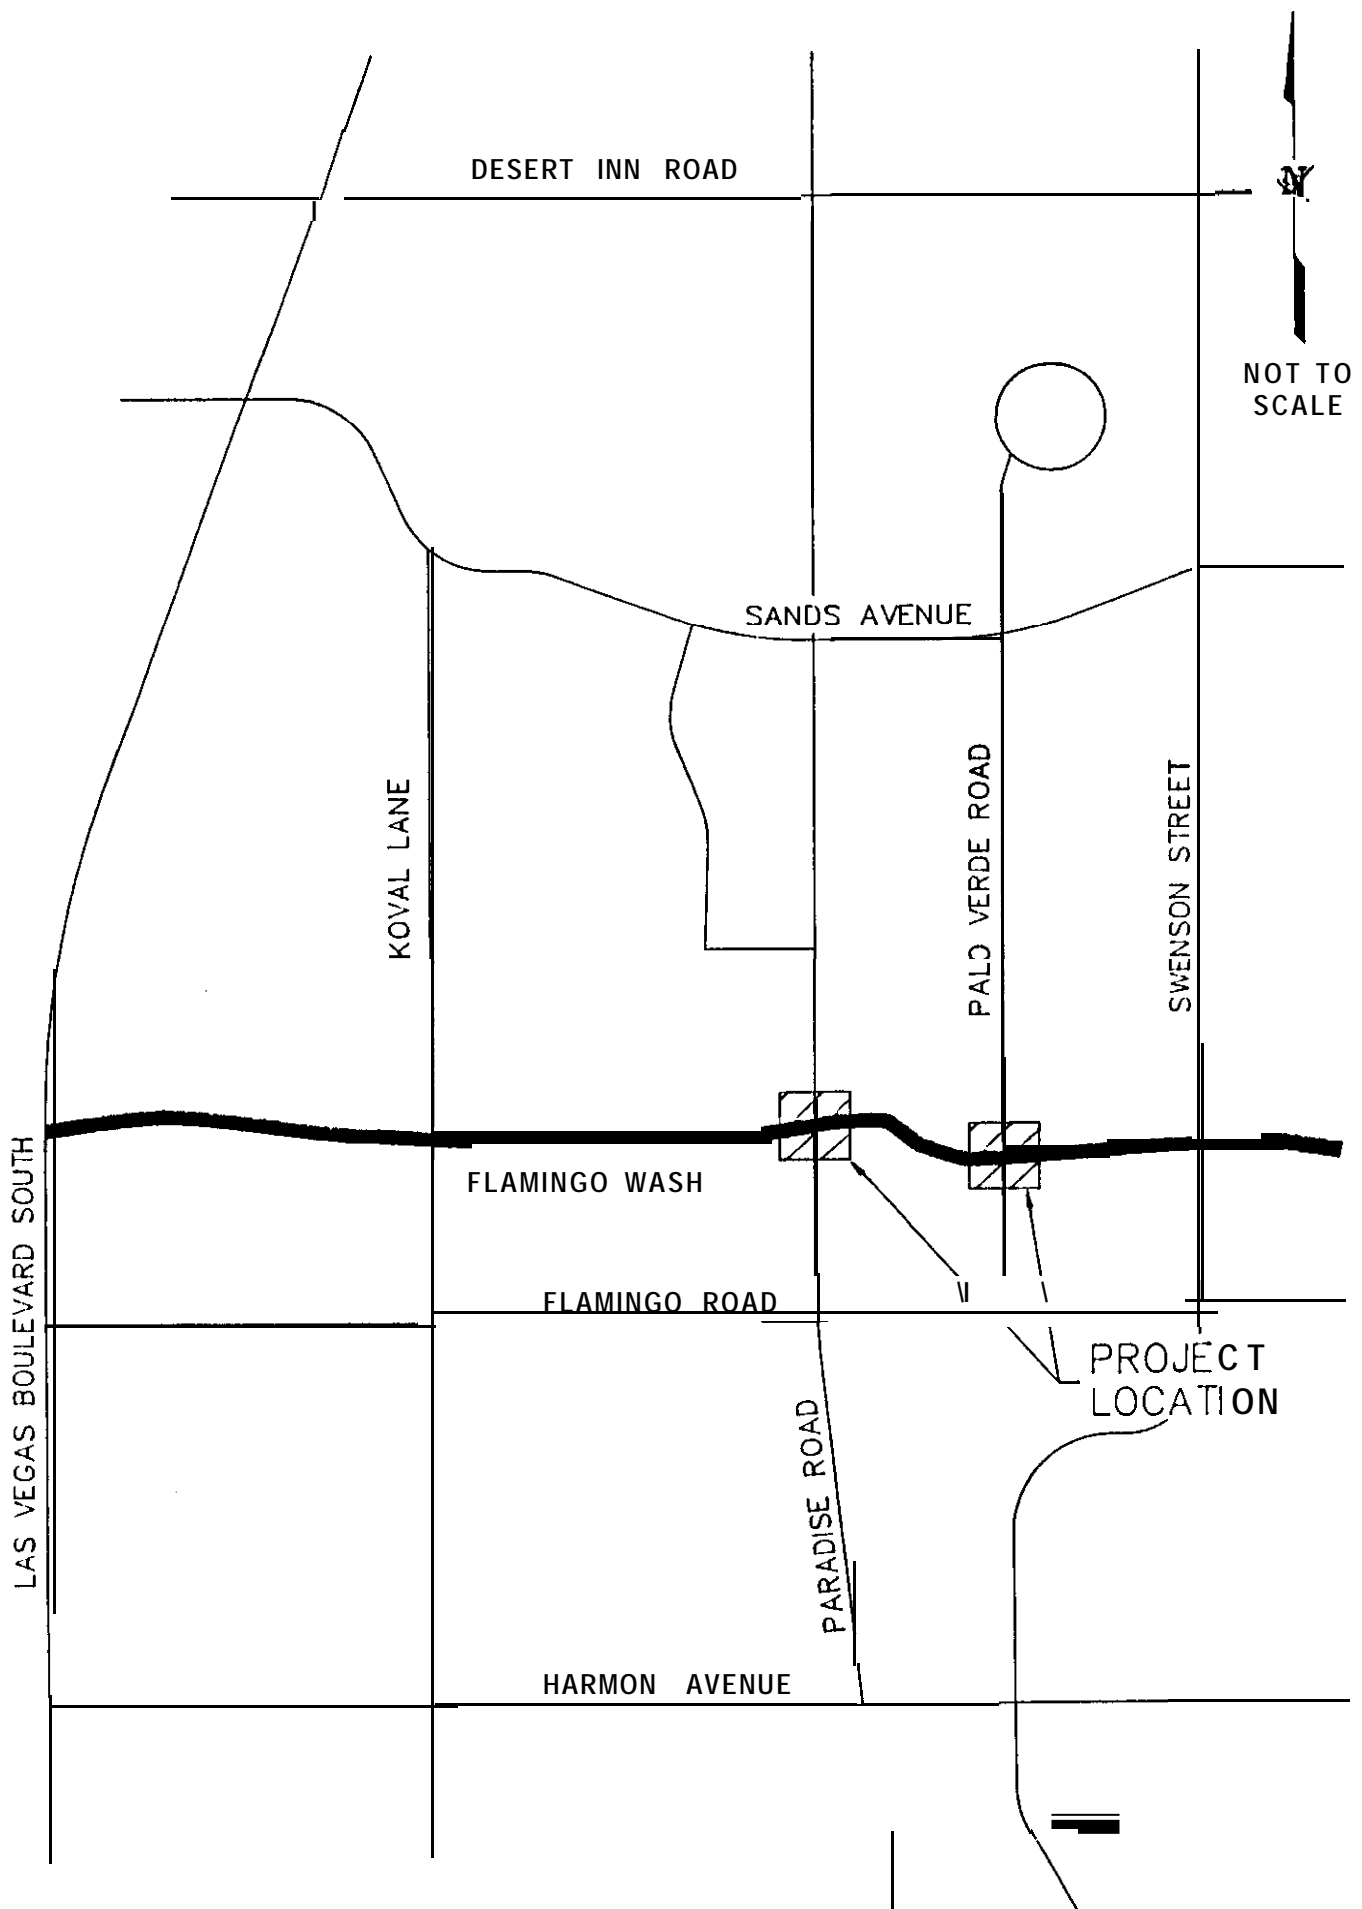 DESERT INN ROAD
N
NOT TO
SCALE
SANDS AVENUE
KOVAL LANE
PALO VERDE ROAD
SWENSON STREET
FLAMINGO WASH
LAS VEGAS BOULEVARD SOUTH
FLAMINGO ROAD
PROJECT
LOCATION
PARADISE ROAD
HARMON AVENUE